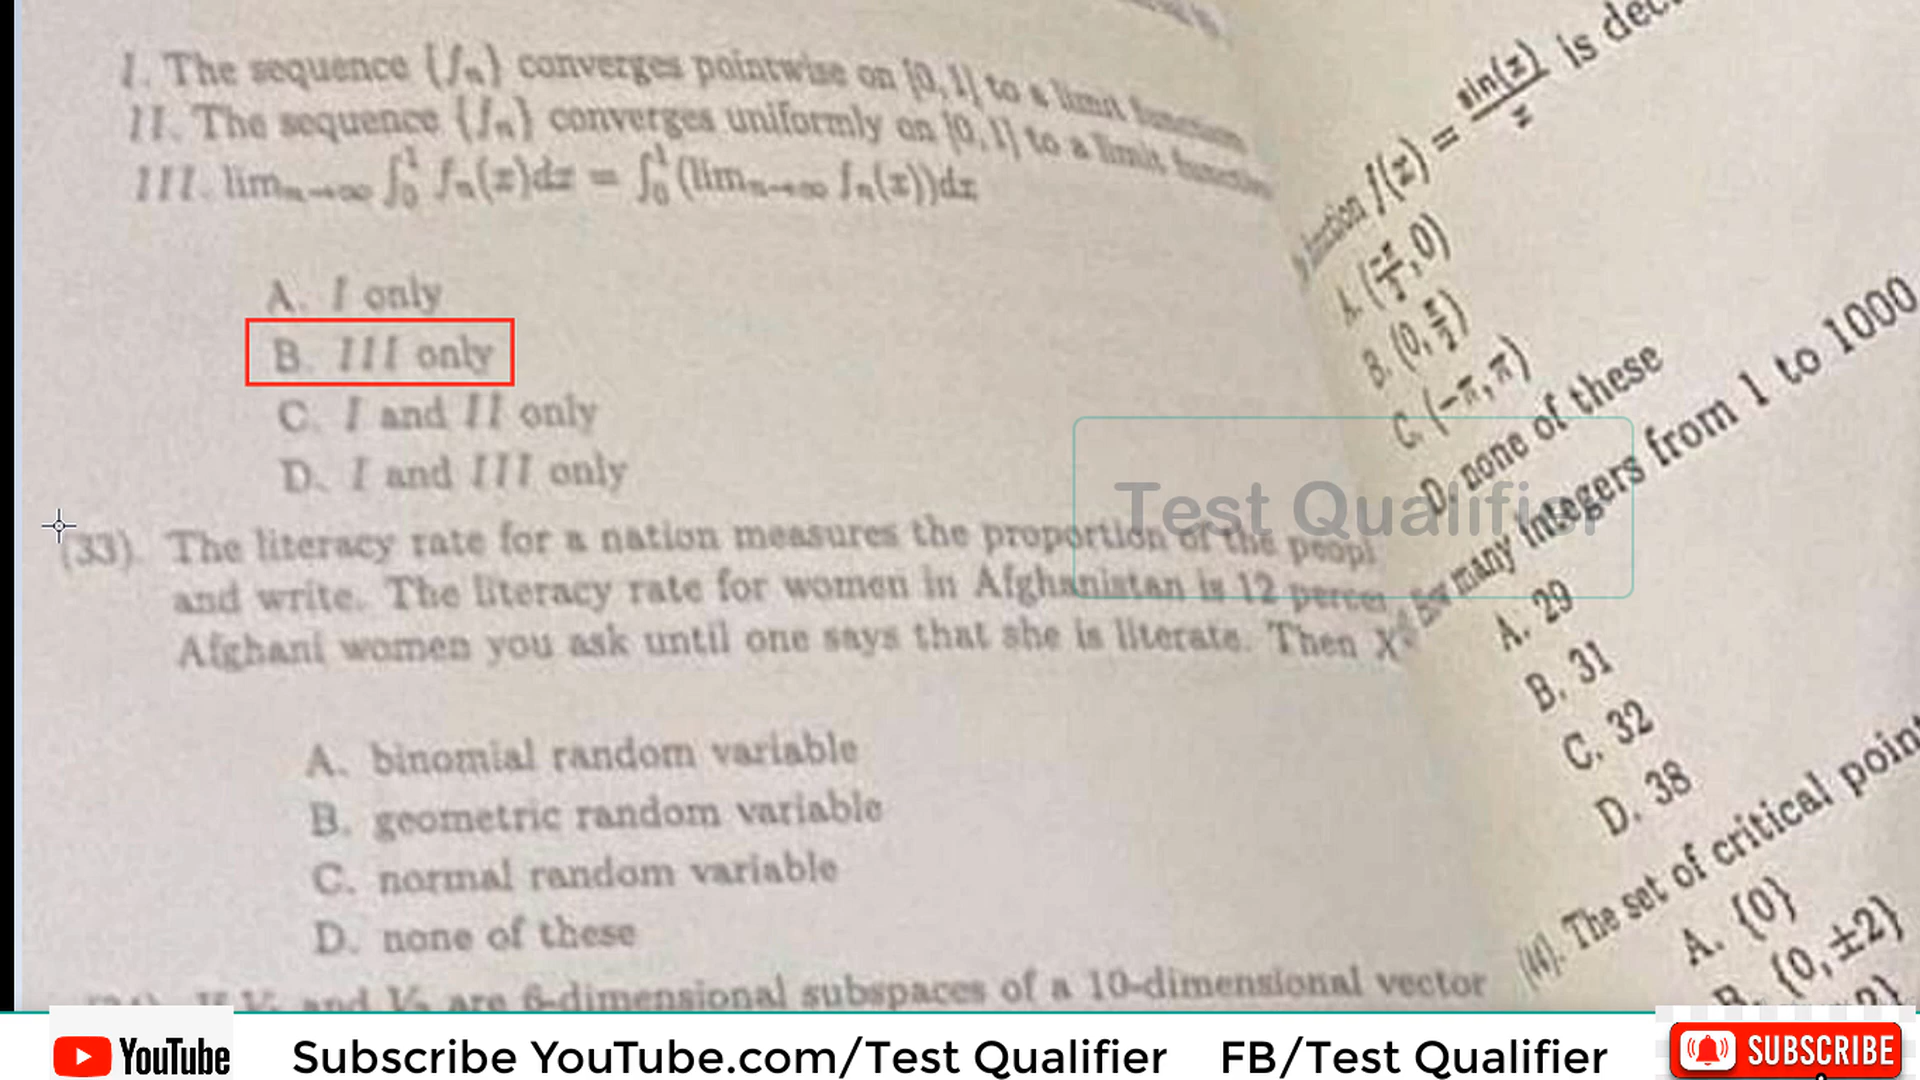 I. The sequence {fₙ} converges pointwise on [0, 1] to a limit function
II. The sequence {fₙ} converges uniformly on [0, 1] to a limit function
III. limₙ→∞ ∫₀¹ fₙ(x)dx = ∫₀¹ (limₙ→∞ fₙ(x))dx
A. I only
B. III only
C. I and II only
D. I and III only
(33). The literacy rate for a nation measures the proportion of the peopl
and write. The literacy rate for women in Afghanistan is 12
Afghani women you ask until one says that she is literate. Then X
A. binomial random variable
B. geometric random variable
C. normal random variable
D. none of these
and V₂ are 6-dimensional subspaces of a 10-dimensional vector
function f(x) = sin(x)/x is dec
A. (-π/2, 0)
B. (0, π/2)
C. (-π, π)
D. none of these
many integers from 1 to 1000
A. 29
B. 31
C. 32
D. 38
(44). The set of critical poin
A. {0}
B. {0, ±2}
Test Qualifier
YouTube
Subscribe YouTube.com/Test Qualifier FB/Test Qualifier
SUBSCRIBE